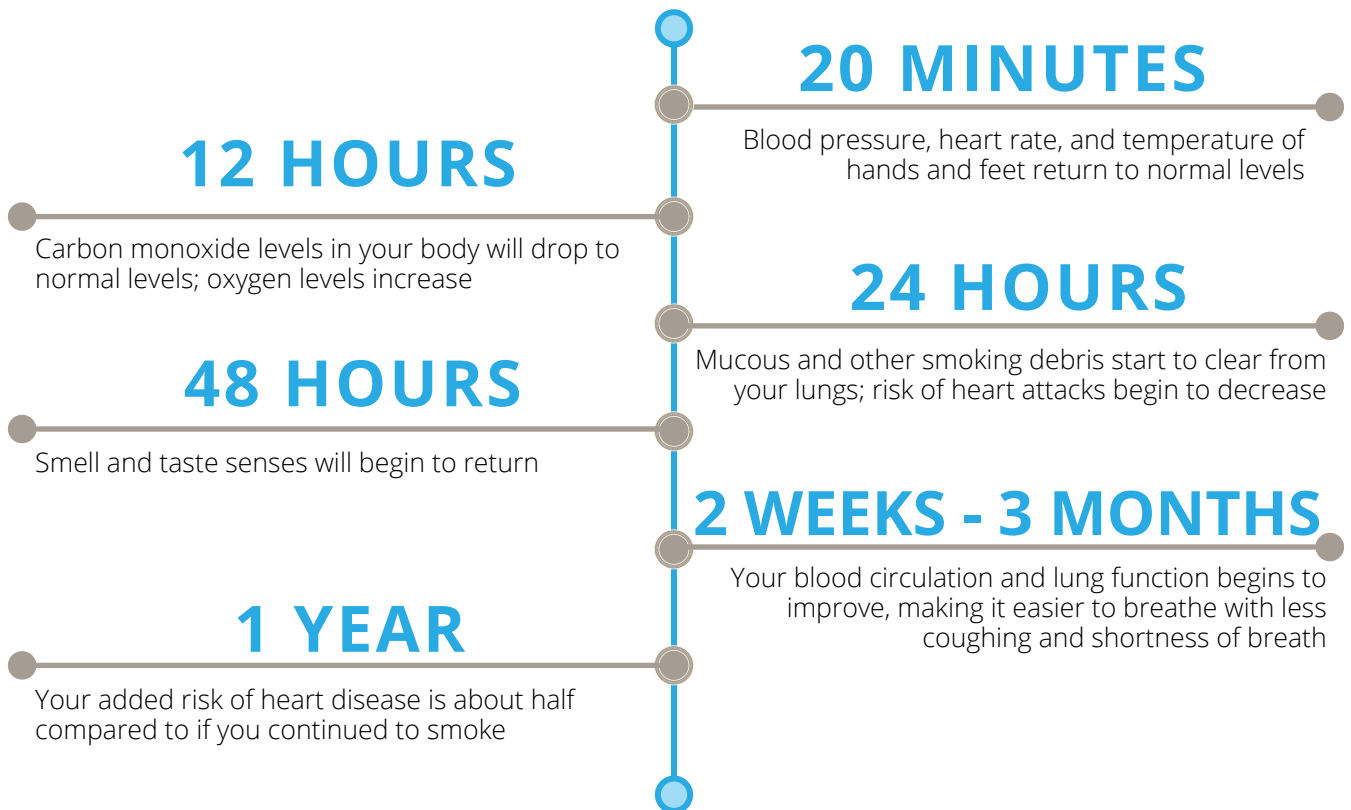 20 MINUTES
Blood pressure, heart rate, and temperature of
hands and feet return to normal levels
12 HOURS
Carbon monoxide levels in your body will drop to
normal levels; oxygen levels increase
24 HOURS
Mucous and other smoking debris start to clear from
your lungs; risk of heart attacks begin to decrease
48 HOURS
Smell and taste senses will begin to return
2 WEEKS - 3 MONTHS
Your blood circulation and lung function begins to
improve, making it easier to breathe with less
coughing and shortness of breath
1 YEAR
Your added risk of heart disease is about half
compared to if you continued to smoke